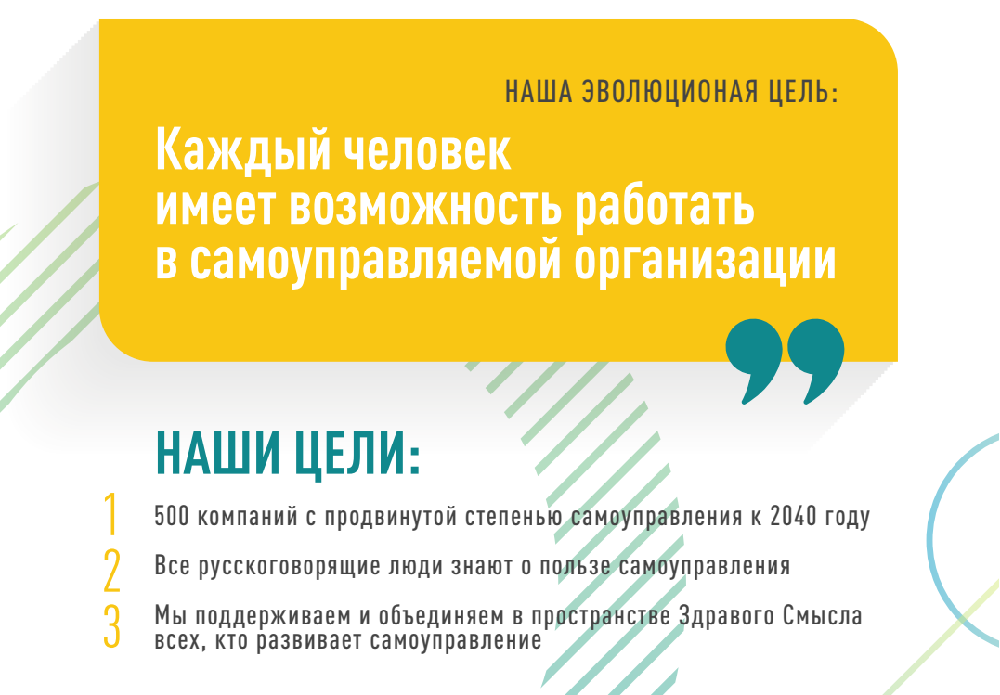 НАША ЭВОЛЮЦИОНАЯ ЦЕЛЬ:
Каждый человек
имеет возможность работать
в самоуправляемой организации
”
НАШИ ЦЕЛИ:
1 500 компаний с продвинутой степенью самоуправления к 2040 году
2 Все русскоговорящие люди знают о пользе самоуправления
3 Мы поддерживаем и объединяем в пространстве Здравого Смысла
всех, кто развивает самоуправление